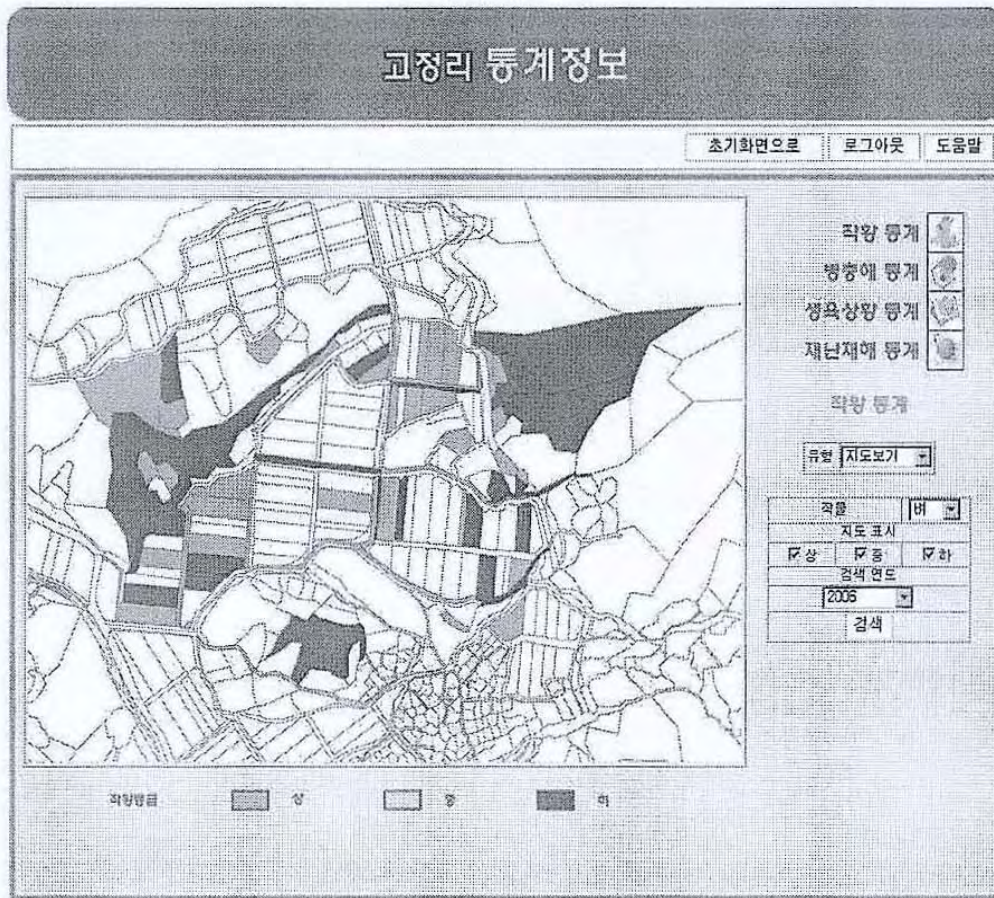 고정리 통계정보
초기화면으로 로그아웃 도움말
작황 통계
병충해 통계
생육상황 통계
재난재해 통계
작황 통계
유형 지도보기
작물 벼
지도 표시
상 중 하
검색 연도
2006
검색
작황등급 상 중 하